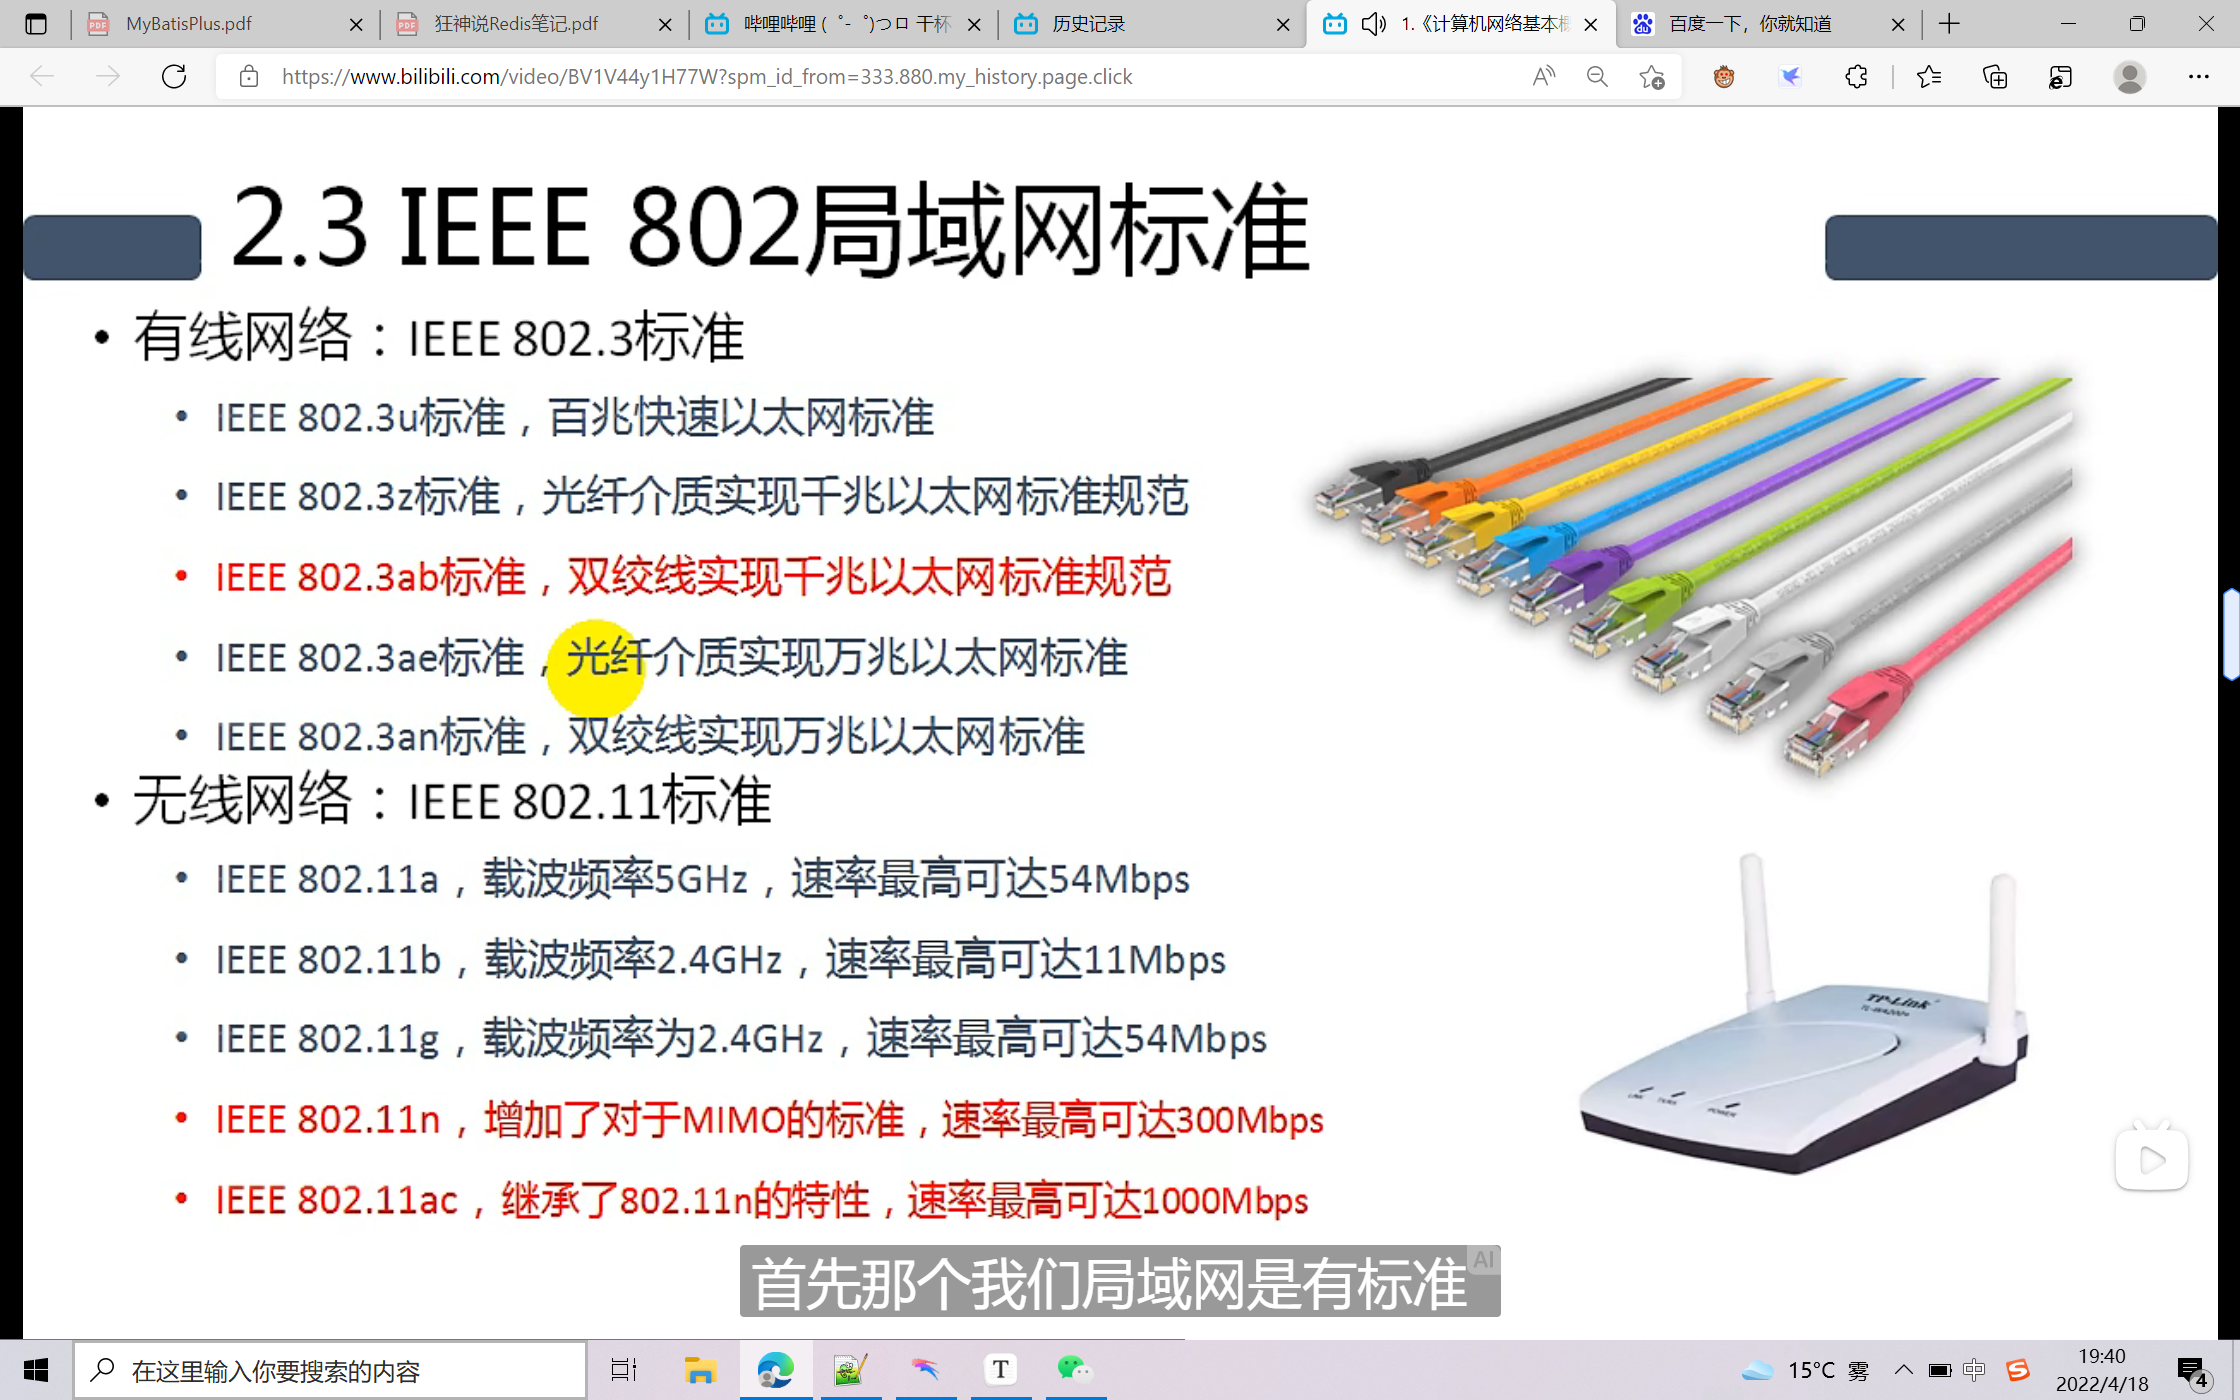 MyBatisPlus.pdf
狂神说Redis笔记.pdf
哔哩哔哩 (゜-゜)つロ 干杯
历史记录
1.《计算机网络基本概
百度一下，你就知道
https://www.bilibili.com/video/BV1V44y1H77W?spm_id_from=333.880.my_history.page.click
2.3 IEEE 802局域网标准
• 有线网络：IEEE 802.3标准
• IEEE 802.3u标准，百兆快速以太网标准
• IEEE 802.3z标准，光纤介质实现千兆以太网标准规范
• IEEE 802.3ab标准，双绞线实现千兆以太网标准规范
• IEEE 802.3ae标准，光纤介质实现万兆以太网标准
• IEEE 802.3an标准，双绞线实现万兆以太网标准
• 无线网络：IEEE 802.11标准
• IEEE 802.11a，载波频率5GHz，速率最高可达54Mbps
• IEEE 802.11b，载波频率2.4GHz，速率最高可达11Mbps
• IEEE 802.11g，载波频率为2.4GHz，速率最高可达54Mbps
• IEEE 802.11n，增加了对于MIMO的标准，速率最高可达300Mbps
• IEEE 802.11ac，继承了802.11n的特性，速率最高可达1000Mbps
TP-Link
POWER
首先那个我们局域网是有标准
AI
在这里输入你要搜索的内容
T
15°C 雾
中
19:40
2022/4/18
4